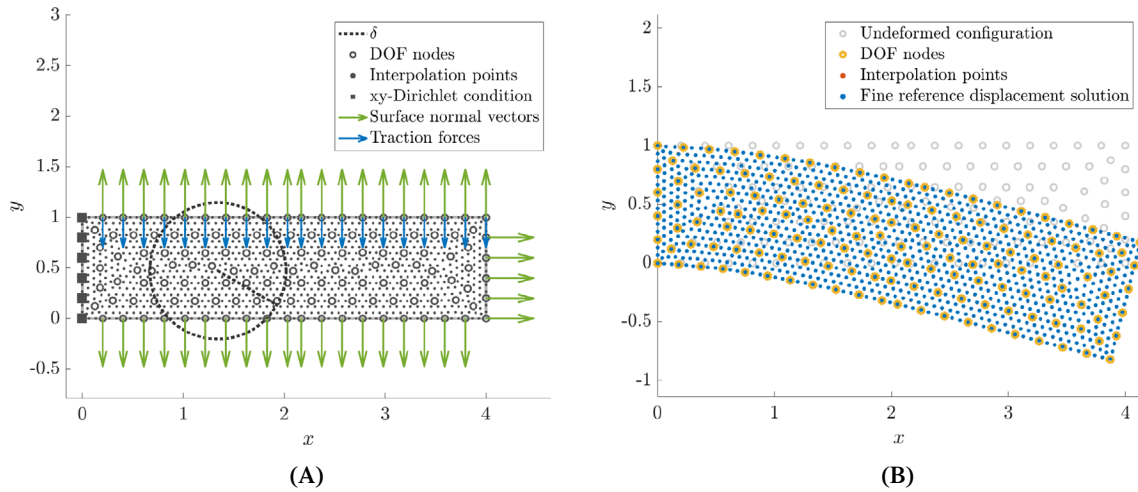 3
2.5
2
1.5
1
0.5
0
-0.5
y
0
1
2
3
4
x
δ
DOF nodes
Interpolation points
xy-Dirichlet condition
Surface normal vectors
Traction forces
(A)
2
1.5
1
0.5
0
-0.5
-1
y
0
1
2
3
4
x
Undeformed configuration
DOF nodes
Interpolation points
Fine reference displacement solution
(B)